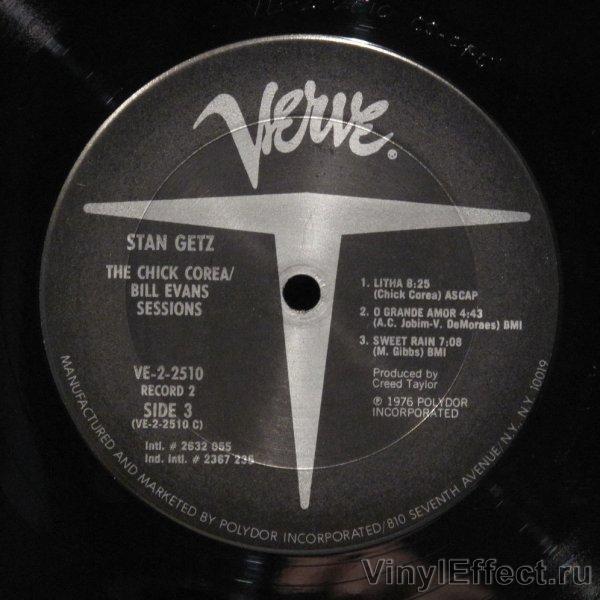 Verve®
STAN GETZ
THE CHICK COREA/
BILL EVANS
SESSIONS
VE-2-2510
RECORD 2
SIDE 3
(VE-2-2510 C)
Intl. # 2632 055
Ind. intl. # 2367 235
1. LITHA 8:25
(Chick Corea) ASCAP
2. O GRANDE AMOR 4:43
(A.C. Jobim-V. DeMoraes) BMI
3. SWEET RAIN 7:08
(M. Gibbs) BMI
Produced by
Creed Taylor
℗ 1976 POLYDOR
INCORPORATED
MANUFACTURED AND MARKETED BY POLYDOR INCORPORATED/810 SEVENTH AVENUE/N.Y., N.Y. 10019
VinylEffect.ru